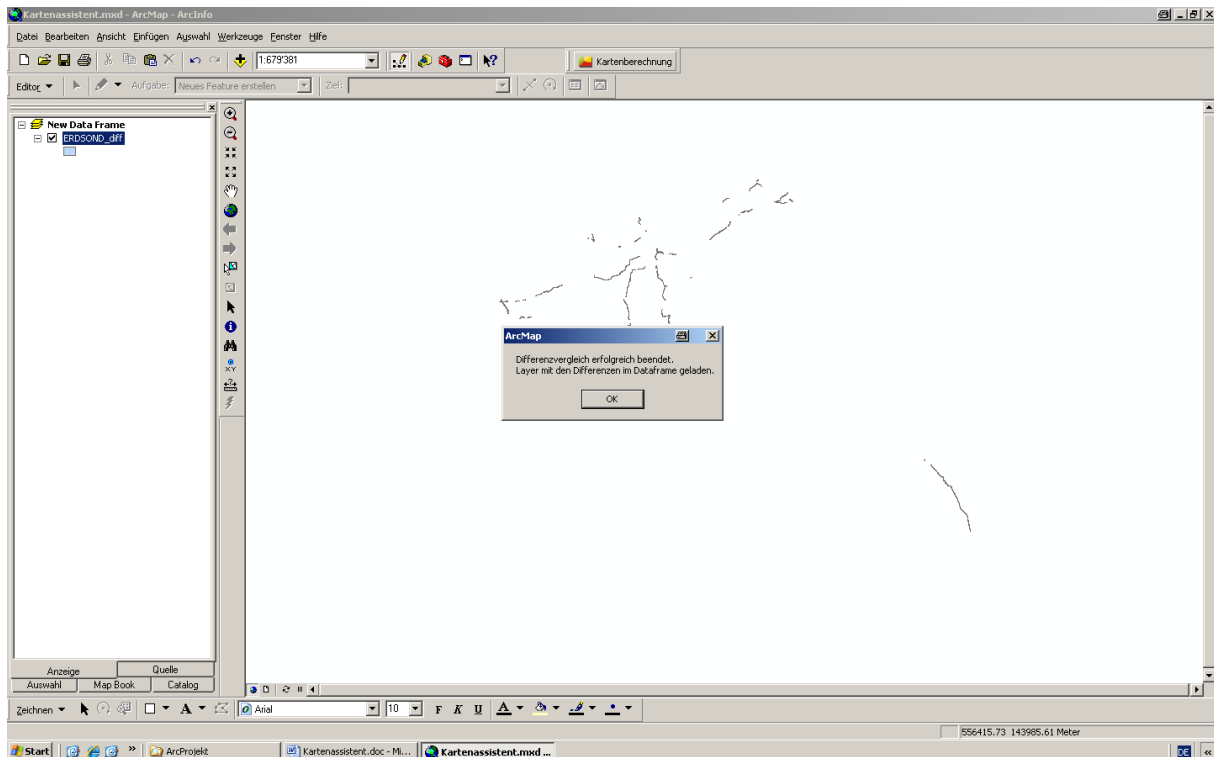 Kartenassistent.mxd - ArcMap - ArcInfo
Datei Bearbeiten Ansicht Einfügen Auswahl Werkzeuge Fenster Hilfe
1:679'381
Kartenberechnung
Editor Aufgabe: Neues Feature erstellen Ziel:
New Data Frame
ERDSOND_diff
ArcMap
Differenzvergleich erfolgreich beendet.
Layer mit den Differenzen im Dataframe geladen.
OK
Anzeige Quelle
Auswahl Map Book Catalog
Zeichnen A Arial 10 F K U A
556415.73 143985.61 Meter
Start » ArcProjekt Kartenassistent.doc - Mi... Kartenassistent.mxd ... DE «